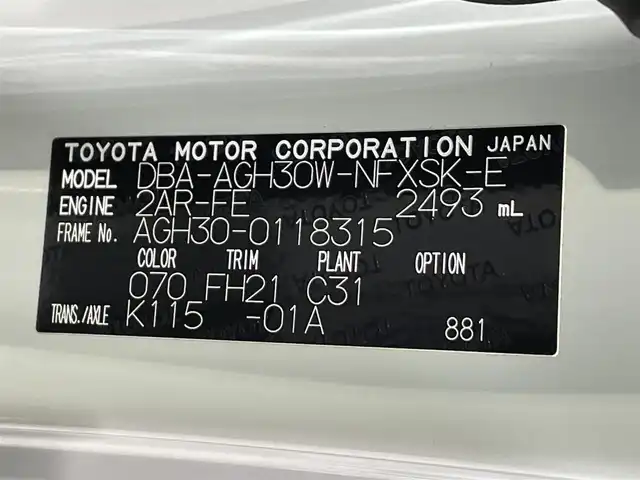 TOYOTA MOTOR CORPORATION JAPAN
MODEL DBA-AGH30W-NFXSK-E
ENGINE 2AR-FE 2493 mL
FRAME No. AGH30-0118315
COLOR TRIM PLANT OPTION
070 FH21 C31
TRANS./AXLE K115 -01A 881